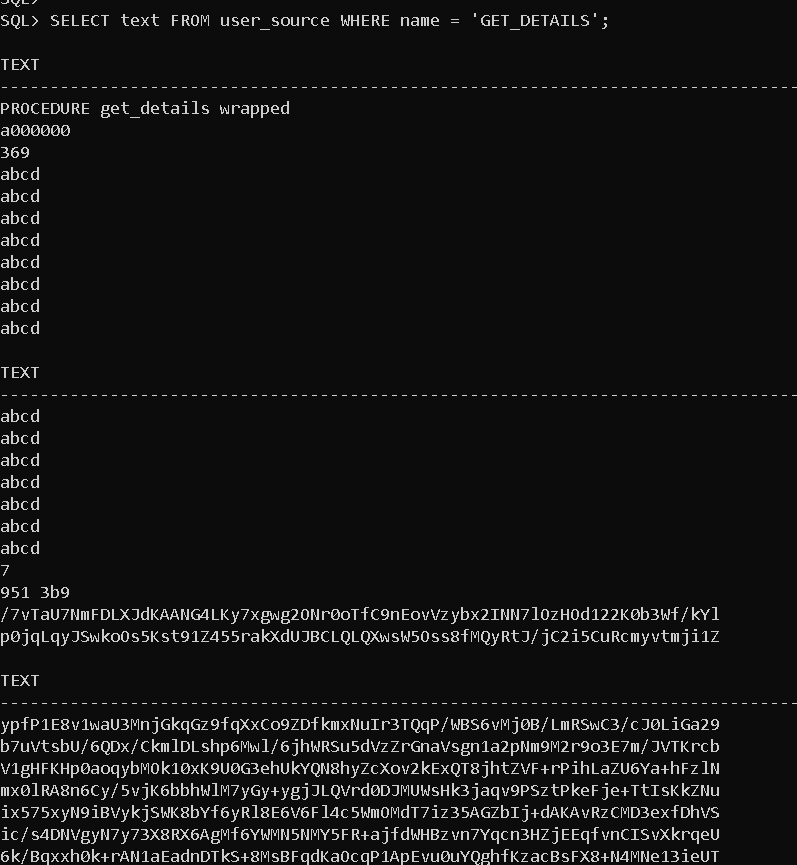 SQL>
SQL> SELECT text FROM user_source WHERE name = 'GET_DETAILS';
TEXT
--------------------------------------------------------------------------------
PROCEDURE get_details wrapped
a000000
369
abcd
abcd
abcd
abcd
abcd
abcd
abcd
abcd
TEXT
--------------------------------------------------------------------------------
abcd
abcd
abcd
abcd
abcd
abcd
abcd
7
951 3b9
/7vTaU7NmFDLXJdKAANG4LKy7xgwg2ONr0oTfC9nEovVzybx2INN7lOzHOd122K0b3Wf/kYl
p0jqLqyJSwkoOs5Kst91Z455rakXdUJBCLQLQXwsW5Oss8fMQyRtJ/jC2i5CuRcmyvtmji1Z
TEXT
--------------------------------------------------------------------------------
ypfP1E8v1waU3MnjGkqGz9fqXxCo9ZDfkmxNuIr3TQqP/WBS6vMj0B/LmRSwC3/cJ0LiGa29
b7uVtsbU/6QDx/CkmlDLshp6Mwl/6jhWRSu5dVzZrGnaVsgn1a2pNm9M2r9o3E7m/JVTKrcb
V1gHFKHp0aoqybMOk10xK9U0G3ehUkYQN8hyZcXov2kExQT8jhtZVF+rPihLaZU6Ya+hFzlN
mx0lRA8n6Cy/5vjK6bbhWlM7yGy+ygjJLQVrd0DJMUWsHk3jaqv9PSztPkeFje+TtIsKkZNu
ix575xyN9iBVykjSWK8bYf6yRl8E6V6Fl4c5WmOMdT7iz35AGZbIj+dAKAvRzCMD3exfDhVS
ic/s4DNVgyN7y73X8RX6AgMf6YWMN5NMY5FR+ajfdWHBzvn7Yqcn3HZjEEqfvnCISvXkrqeU
6k/Bqxxh0k+rAN1aEadnDTkS+8MsBFqdKaOcqP1ApEvu0uYQghfKzacBsFX8+N4MNe13ieUT